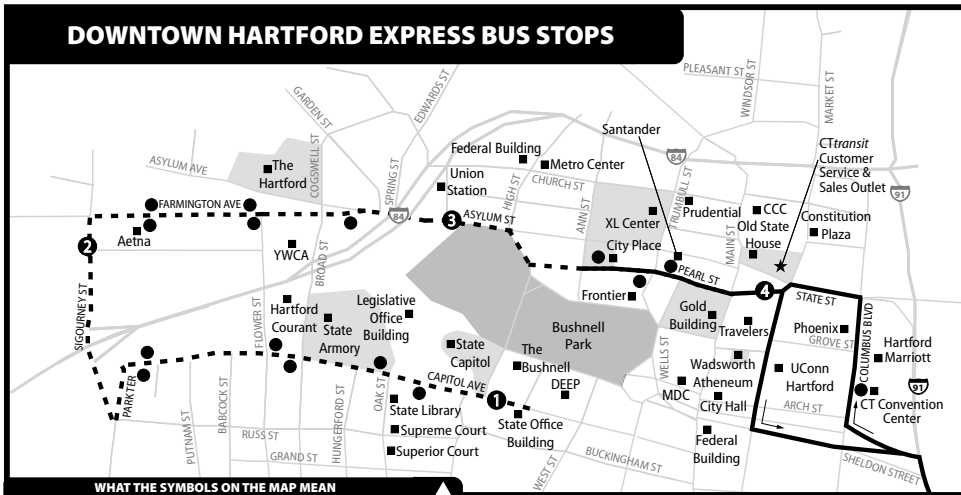 DOWNTOWN HARTFORD EXPRESS BUS STOPS
PLEASANT ST
WINDSOR ST
MARKET ST
EDWARDS ST
GARDEN ST
COGSWELL ST
SPRING ST
ASYLUM AVE
The
Hartford
Federal Building
Metro Center
Union
Station
HIGH ST
CHURCH ST
ANN ST
Santander
84
TRUMBULL ST
CTtransit
Customer
Service &
Sales Outlet
91
FARMINGTON AVE
84
3
ASYLUM ST
XL Center
Prudential
CCC
Old State
House
Constitution
Plaza
MAIN ST
Aetna
2
YWCA
BROAD ST
City Place
PEARL ST
4
STATE ST
Frontier
SIGOURNEY ST
FLOWER ST
Hartford
Courant
State
Armory
Legislative
Office
Building
State
Capitol
Bushnell
Park
Gold
Building
Travelers
Phoenix
GROVE ST
COLUMBUS BLVD
Hartford
Marriott
WELLS ST
Wadsworth
Atheneum
UConn
Hartford
91
The
Bushnell
DEEP
MDC
City Hall
ARCH ST
CT Convention
Center
PARK TER
CAPITOL AVE
1
OAK ST
State Library
State Office
Building
Supreme Court
Superior Court
PUTNAM ST
BABCOCK ST
HUNGERFORD ST
RUSS ST
GRAND ST
WEST ST
BUCKINGHAM ST
Federal
Building
SHELDON STREET
WHAT THE SYMBOLS ON THE MAP MEAN